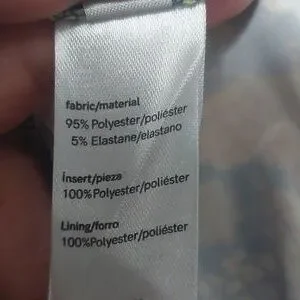 fabric/material
95% Polyester/poliéster
5% Elastane/elastano
insert/pieza
100%Polyester/poliéster
Lining/forro
100%Polyester/poliéster